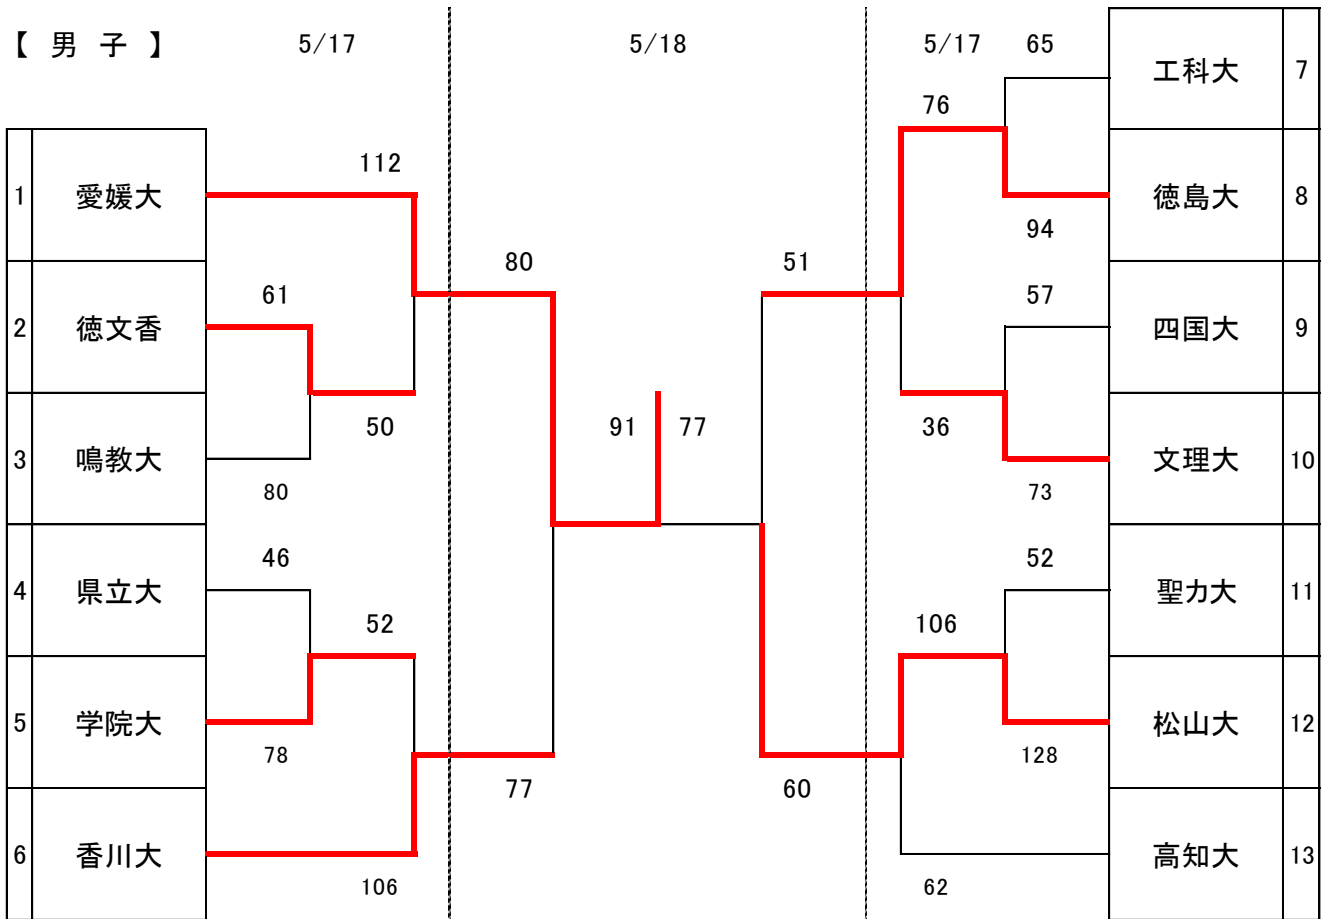 【 男 子 】 5/17 5/18 5/17 65
工科大 7
76
112
1 愛媛大
徳島大 8
94
80 51
61 57
2 徳文香
四国大 9
50 91 77 36
3 鳴教大
文理大 10
80 73
46 52
4 県立大
聖カ大 11
52 106
5 学院大
松山大 12
78 128
77 60
6 香川大
高知大 13
106 62